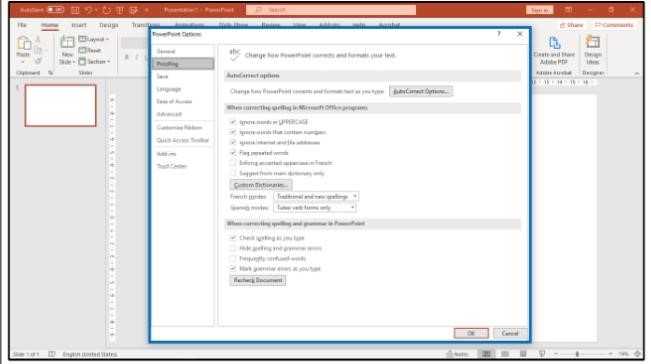 AutoSave Off Presentation1 - PowerPoint Search Sign in
File Home Insert Design Transitions Animations Slide Show Review View Add-ins Help Acrobat Share Comments
Paste New Slide Layout Reset Section Create and Share Adobe PDF Design Ideas
Clipboard Slides Adobe Acrobat Designer
1
PowerPoint Options ? ×
General
Proofing
Save
Language
Ease of Access
Advanced
Customize Ribbon
Quick Access Toolbar
Add-ins
Trust Center
abc Change how PowerPoint corrects and formats your text.
AutoCorrect options
Change how PowerPoint corrects and formats text as you type: AutoCorrect Options...
When correcting spelling in Microsoft Office programs
Ignore words in UPPERCASE
Ignore words that contain numbers
Ignore Internet and file addresses
Flag repeated words
Enforce accented uppercase in French
Suggest from main dictionary only
Custom Dictionaries...
French modes: Traditional and new spellings
Spanish modes: Tuteo verb forms only
When correcting spelling and grammar in PowerPoint
Check spelling as you type
Hide spelling and grammar errors
Frequently confused words
Mark grammar errors as you type
Recheck Document
OK Cancel
Slide 1 of 1 English (United States) Notes 74%